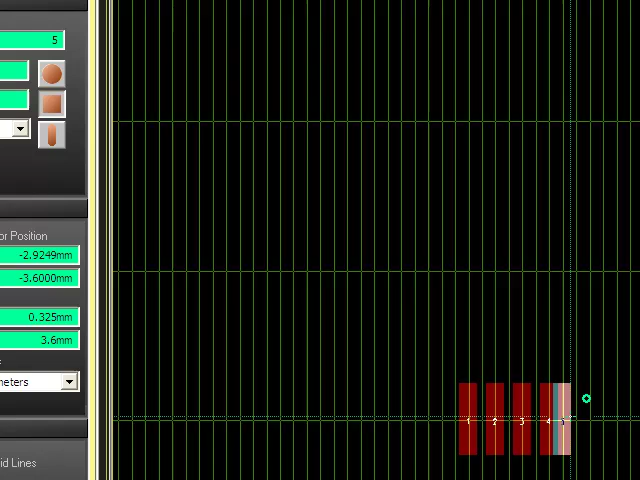 5
or Position
-2.9249mm
-3.6000mm
0.325mm
3.6mm
neters
id Lines
1 2 3 4 5